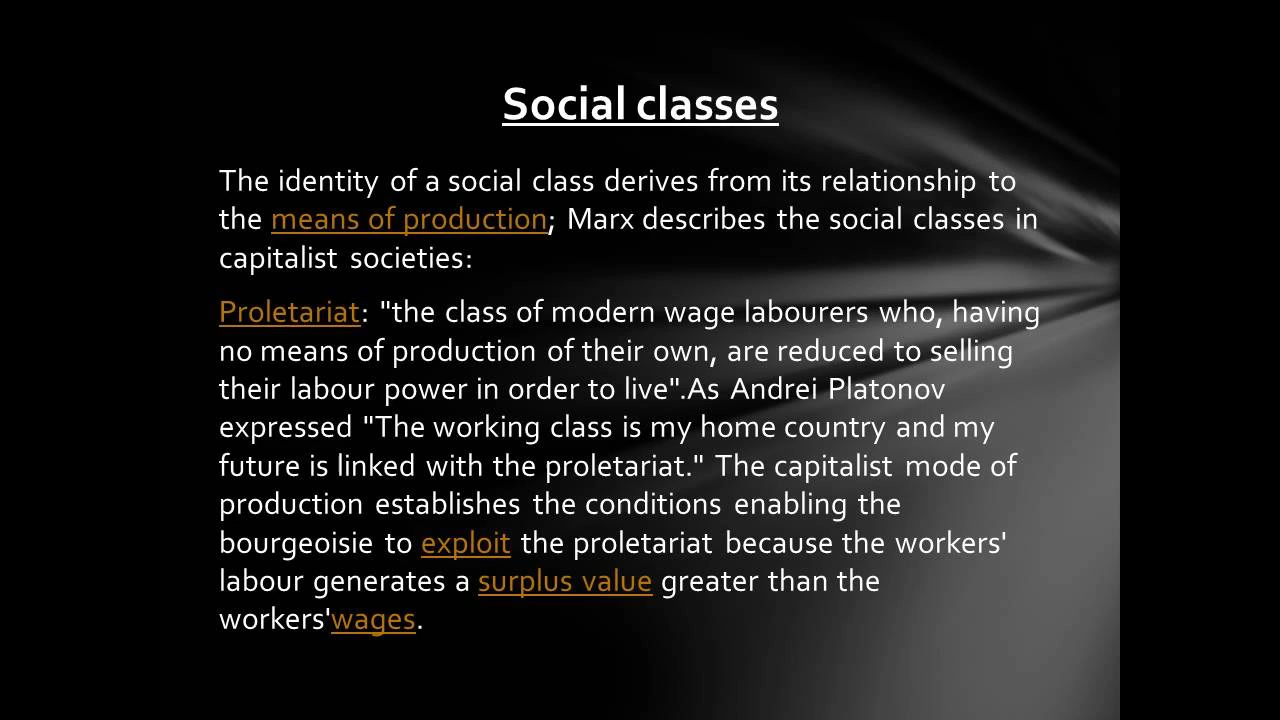 Social classes
The identity of a social class derives from its relationship to
the means of production; Marx describes the social classes in
capitalist societies:
Proletariat: "the class of modern wage labourers who, having
no means of production of their own, are reduced to selling
their labour power in order to live".As Andrei Platonov
expressed "The working class is my home country and my
future is linked with the proletariat." The capitalist mode of
production establishes the conditions enabling the
bourgeoisie to exploit the proletariat because the workers'
labour generates a surplus value greater than the
workers'wages.